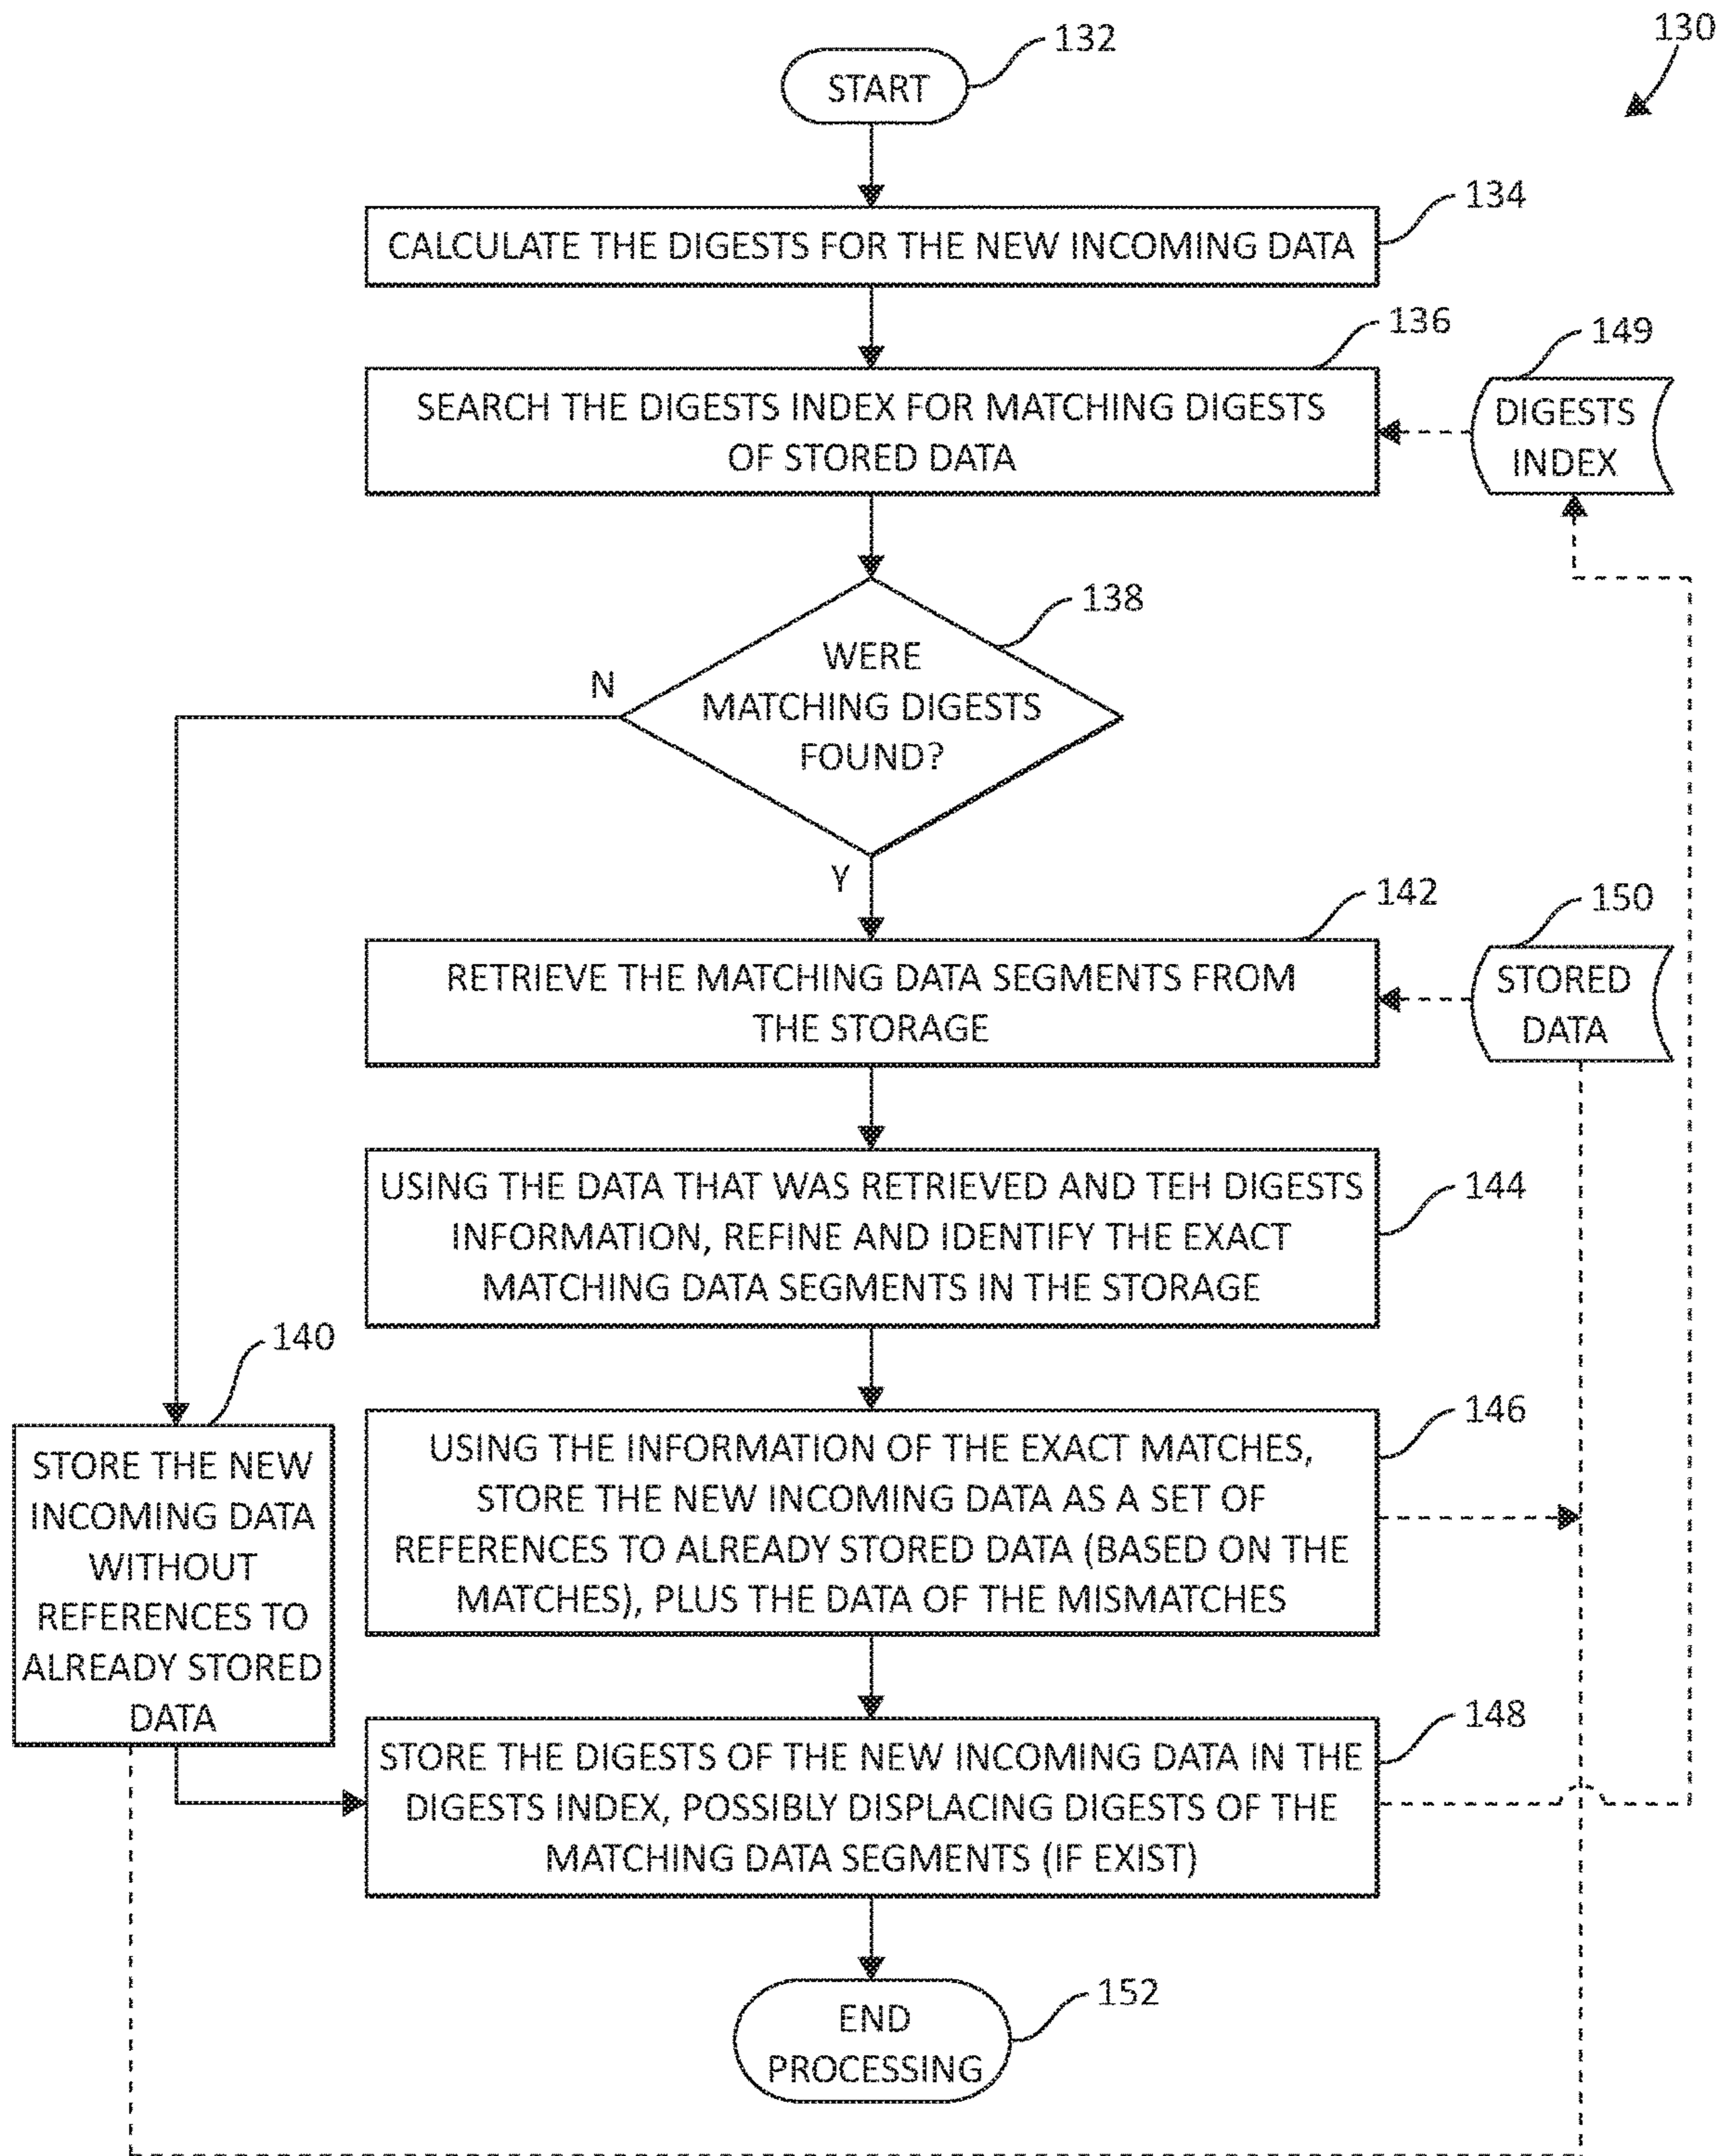 130
132
START
134
CALCULATE THE DIGESTS FOR THE NEW INCOMING DATA
136
SEARCH THE DIGESTS INDEX FOR MATCHING DIGESTS
OF STORED DATA
149
DIGESTS
INDEX
138
WERE
MATCHING DIGESTS
FOUND?
N
Y
142
RETRIEVE THE MATCHING DATA SEGMENTS FROM
THE STORAGE
150
STORED
DATA
144
USING THE DATA THAT WAS RETRIEVED AND TEH DIGESTS
INFORMATION, REFINE AND IDENTIFY THE EXACT
MATCHING DATA SEGMENTS IN THE STORAGE
140
STORE THE NEW
INCOMING DATA
WITHOUT
REFERENCES TO
ALREADY STORED
DATA
146
USING THE INFORMATION OF THE EXACT MATCHES,
STORE THE NEW INCOMING DATA AS A SET OF
REFERENCES TO ALREADY STORED DATA (BASED ON THE
MATCHES), PLUS THE DATA OF THE MISMATCHES
148
STORE THE DIGESTS OF THE NEW INCOMING DATA IN THE
DIGESTS INDEX, POSSIBLY DISPLACING DIGESTS OF THE
MATCHING DATA SEGMENTS (IF EXIST)
152
END
PROCESSING